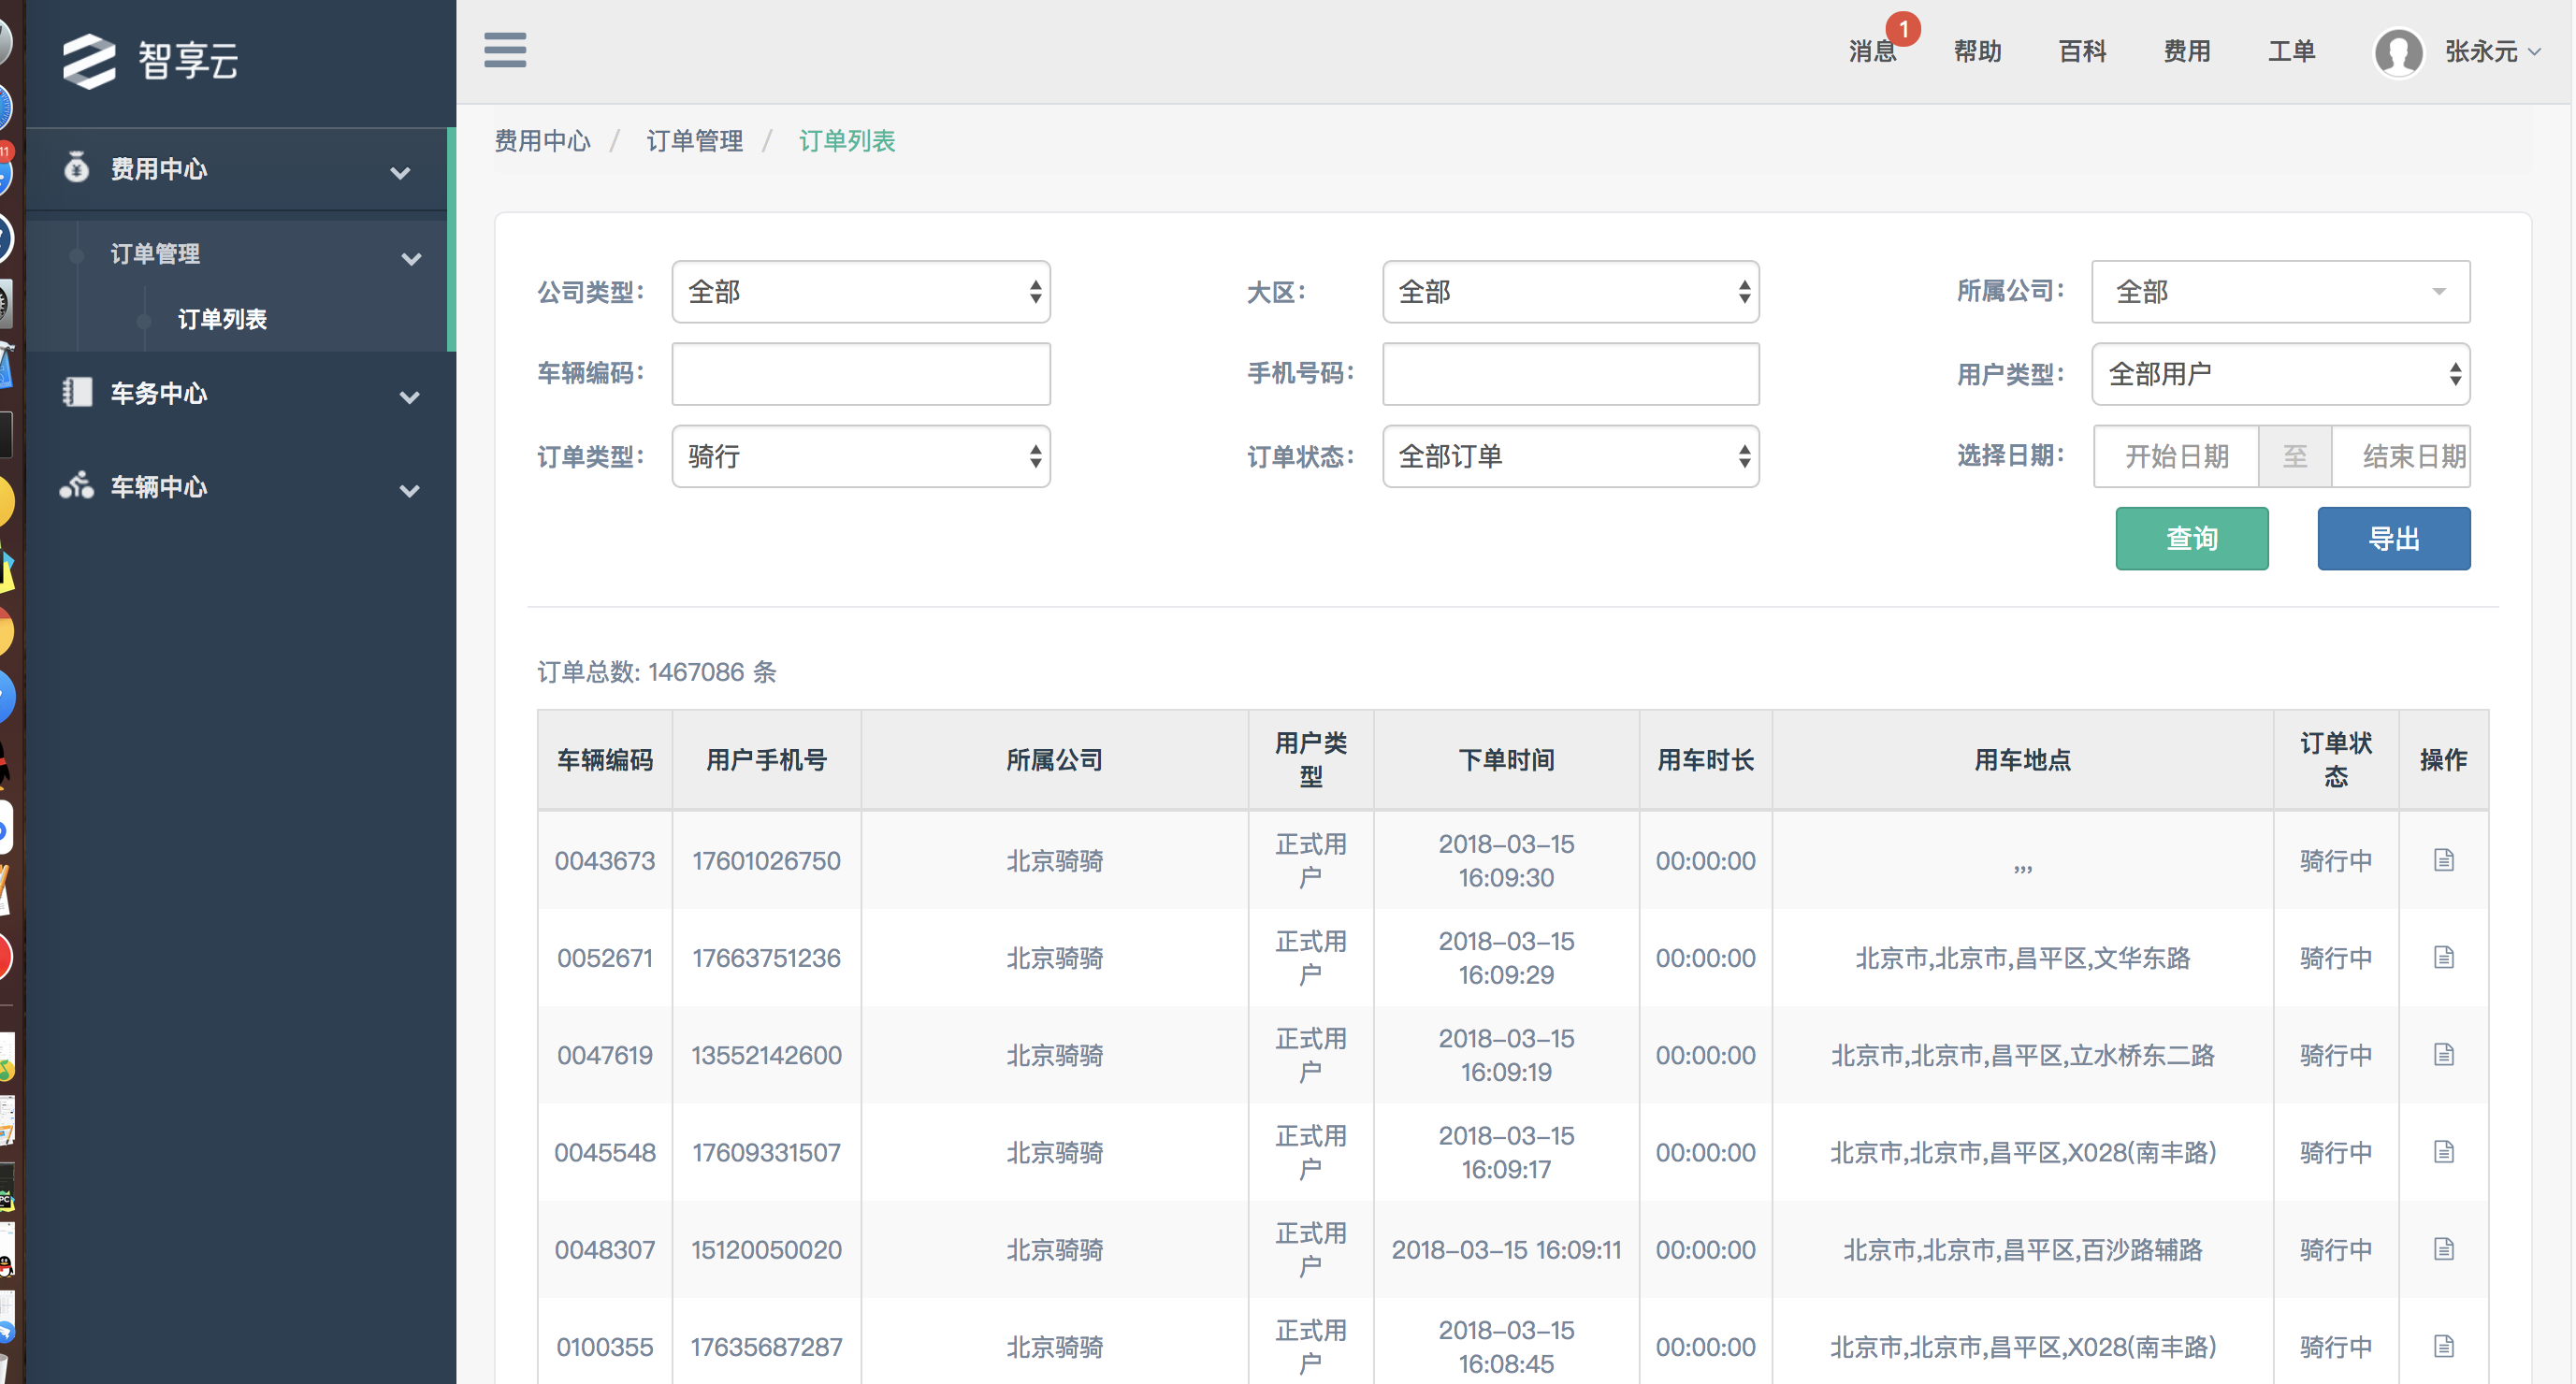 智享云
消息 1 帮助 百科 费用 工单 张永元
费用中心
订单管理
订单列表
车务中心
车辆中心
费用中心 / 订单管理 / 订单列表
公司类型： 全部 大区： 全部 所属公司： 全部
车辆编码： 手机号码： 用户类型： 全部用户
订单类型： 骑行 订单状态： 全部订单 选择日期： 开始日期 至 结束日期
查询 导出
订单总数: 1467086 条
车辆编码 用户手机号 所属公司 用户类型 下单时间 用车时长 用车地点 订单状态 操作
0043673 17601026750 北京骑骑 正式用户 2018-03-15 16:09:30 00:00:00 ,,, 骑行中
0052671 17663751236 北京骑骑 正式用户 2018-03-15 16:09:29 00:00:00 北京市,北京市,昌平区,文华东路 骑行中
0047619 13552142600 北京骑骑 正式用户 2018-03-15 16:09:19 00:00:00 北京市,北京市,昌平区,立水桥东二路 骑行中
0045548 17609331507 北京骑骑 正式用户 2018-03-15 16:09:17 00:00:00 北京市,北京市,昌平区,X028(南丰路) 骑行中
0048307 15120050020 北京骑骑 正式用户 2018-03-15 16:09:11 00:00:00 北京市,北京市,昌平区,百沙路辅路 骑行中
0100355 17635687287 北京骑骑 正式用户 2018-03-15 16:08:45 00:00:00 北京市,北京市,昌平区,X028(南丰路) 骑行中